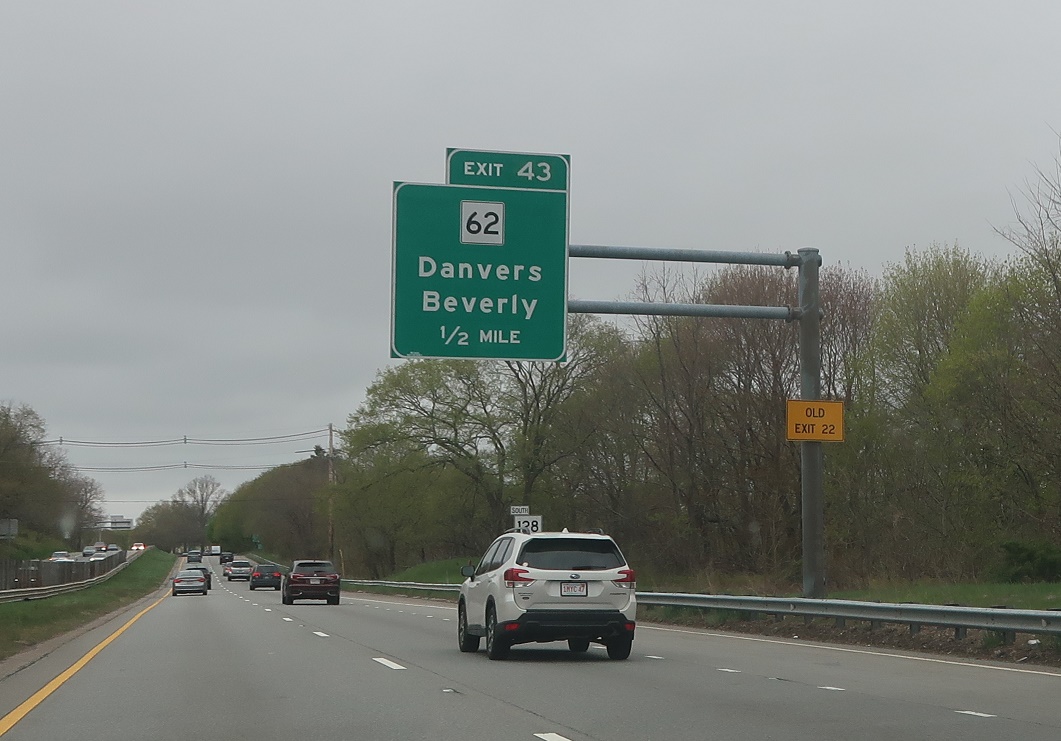 EXIT 43
62
Danvers
Beverly
1/2 MILE
OLD
EXIT 22
SOUTH
128